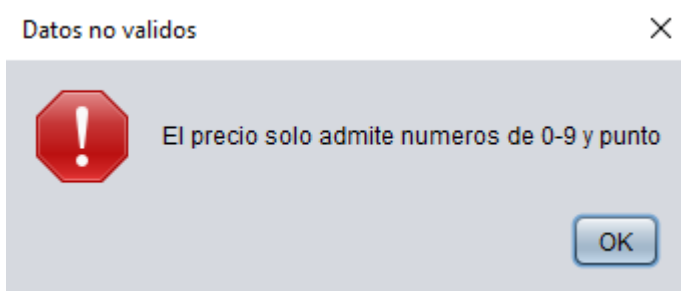 Datos no validos
El precio solo admite numeros de 0-9 y punto
OK